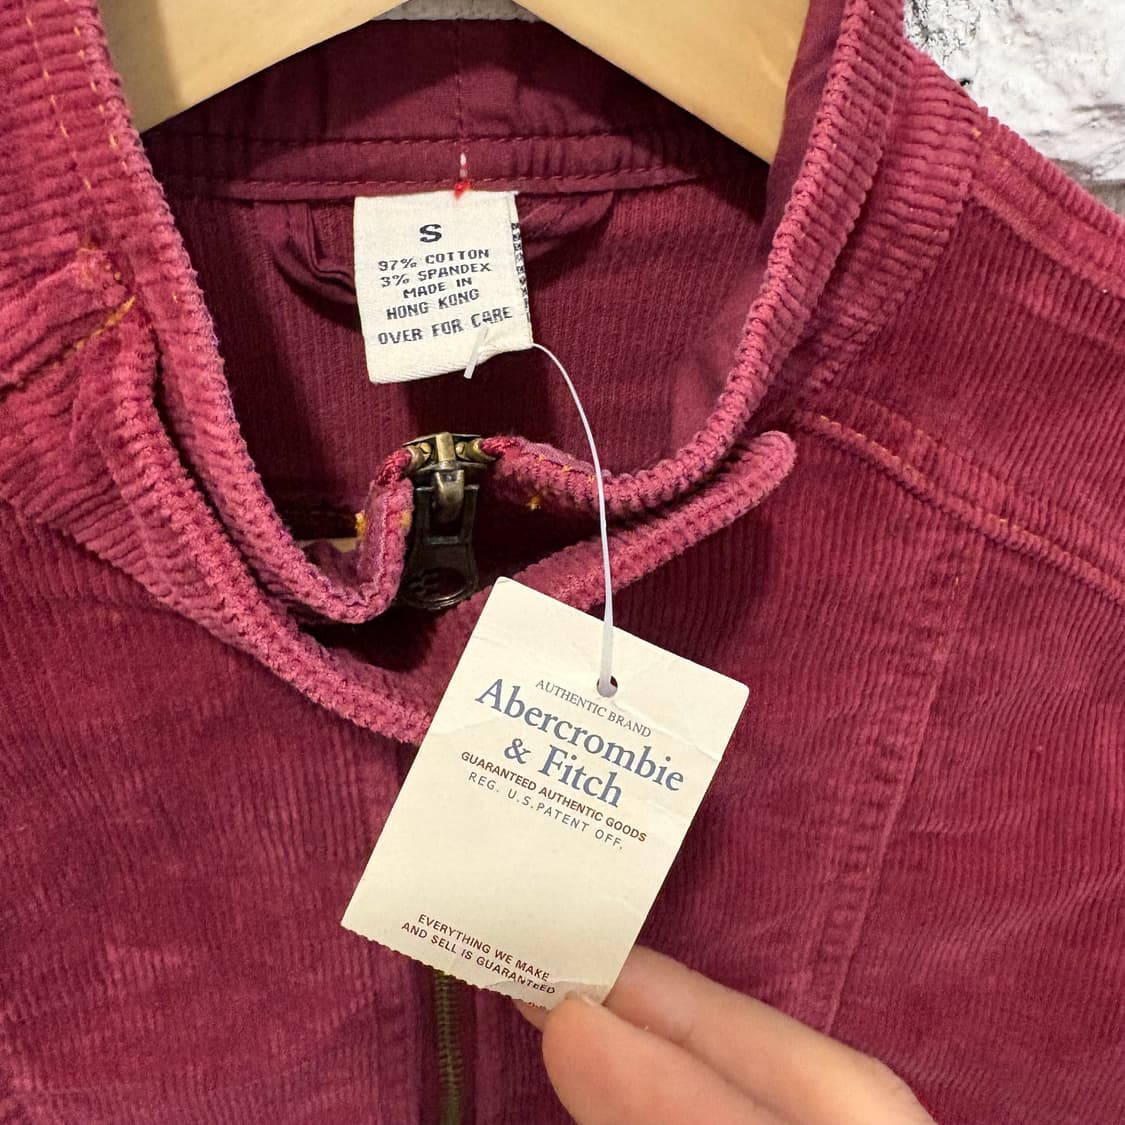 S
97% COTTON
3% SPANDEX
MADE IN
HONG KONG
OVER FOR CARE
AUTHENTIC BRAND
Abercrombie
& Fitch
GUARANTEED AUTHENTIC GOODS
REG. U.S.PATENT OFF.
EVERYTHING WE MAKE
AND SELL IS GUARANTEED